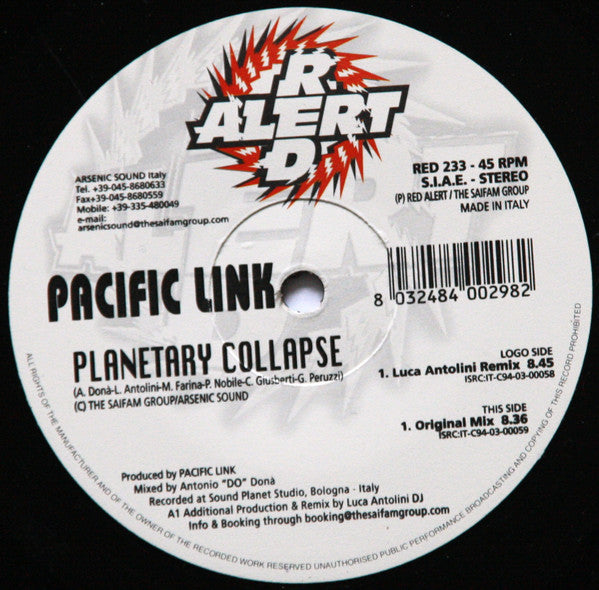 RED
ALERT
ARSENIC SOUND Italy
Tel. +39-045-8680633
Fax+39-045-8680559
Mobile: +39-335-480049
e-mail:
arsenicsound@thesaifamgroup.com
RED 233 - 45 RPM
S.I.A.E. - STEREO
(P) RED ALERT / THE SAIFAM GROUP
MADE IN ITALY
PACIFIC LINK
8 032484 002982
PLANETARY COLLAPSE
(A. Donà-L. Antolini-M. Farina-P. Nobile-C. Giusberti-G. Peruzzi)
(C) THE SAIFAM GROUP/ARSENIC SOUND
LOGO SIDE
1. Luca Antolini Remix 8.45
ISRC:IT-C94-03-00058
THIS SIDE
1. Original Mix 8.36
ISRC:IT-C94-03-00059
Produced by PACIFIC LINK
Mixed by Antonio "DO" Donà
Recorded at Sound Planet Studio, Bologna - Italy
A1 Additional Production & Remix by Luca Antolini DJ
Info & Booking through booking@thesaifamgroup.com
ALL RIGHTS OF THE MANUFACTURER AND OF THE OWNER OF THE RECORDED WORK RESERVED UNAUTHORISED PUBLIC PERFORMANCE BROADCASTING AND COPYING OF THIS RECORD PROHIBITED